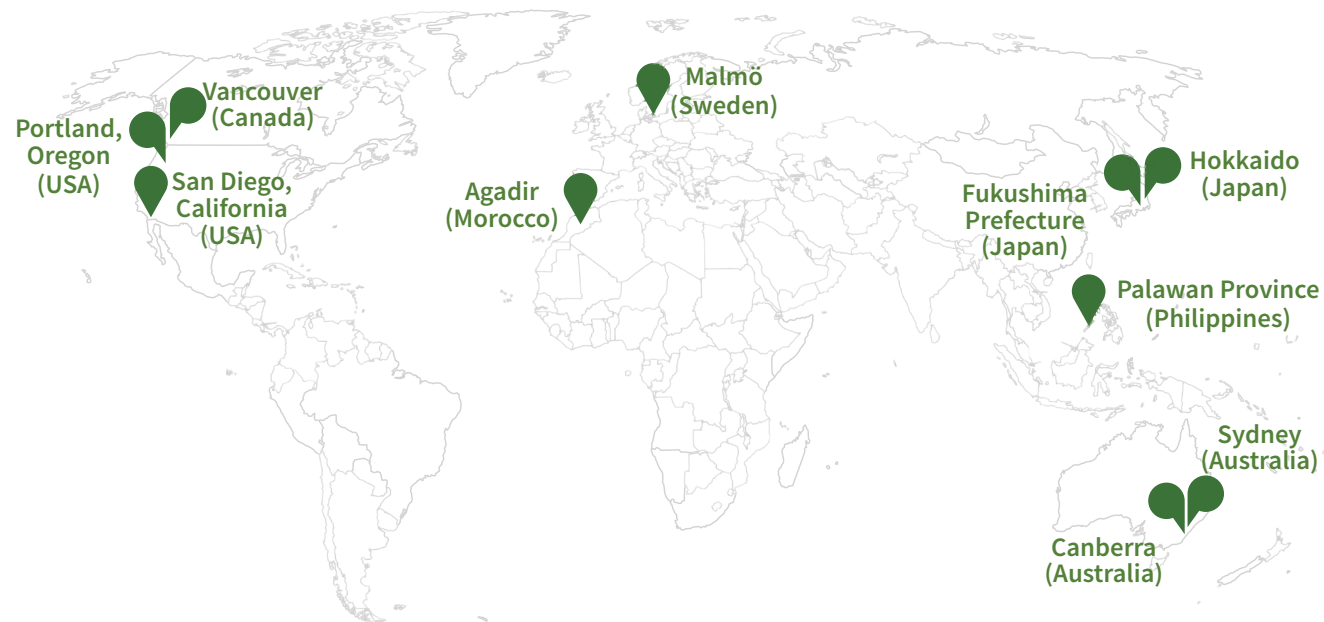 Vancouver
(Canada)
Portland,
Oregon
(USA)
San Diego,
California
(USA)
Malmö
(Sweden)
Agadir
(Morocco)
Hokkaido
(Japan)
Fukushima
Prefecture
(Japan)
Palawan Province
(Philippines)
Sydney
(Australia)
Canberra
(Australia)